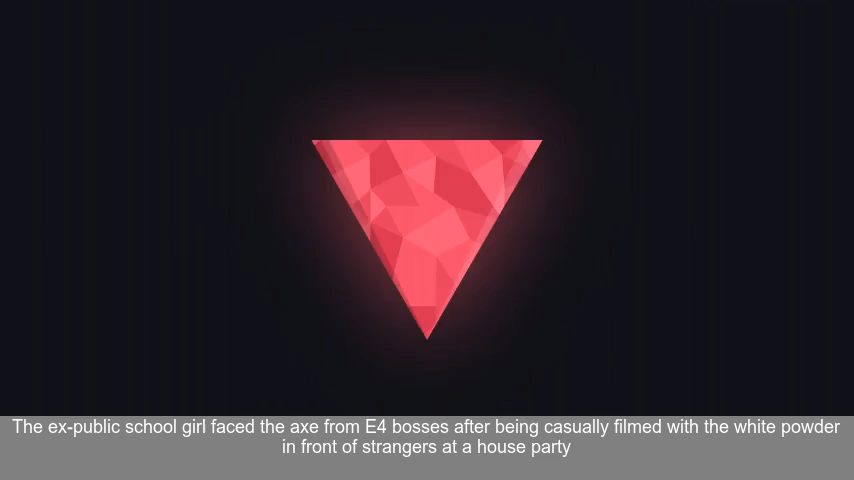 The ex-public school girl faced the axe from E4 bosses after being casually filmed with the white powder
in front of strangers at a house party